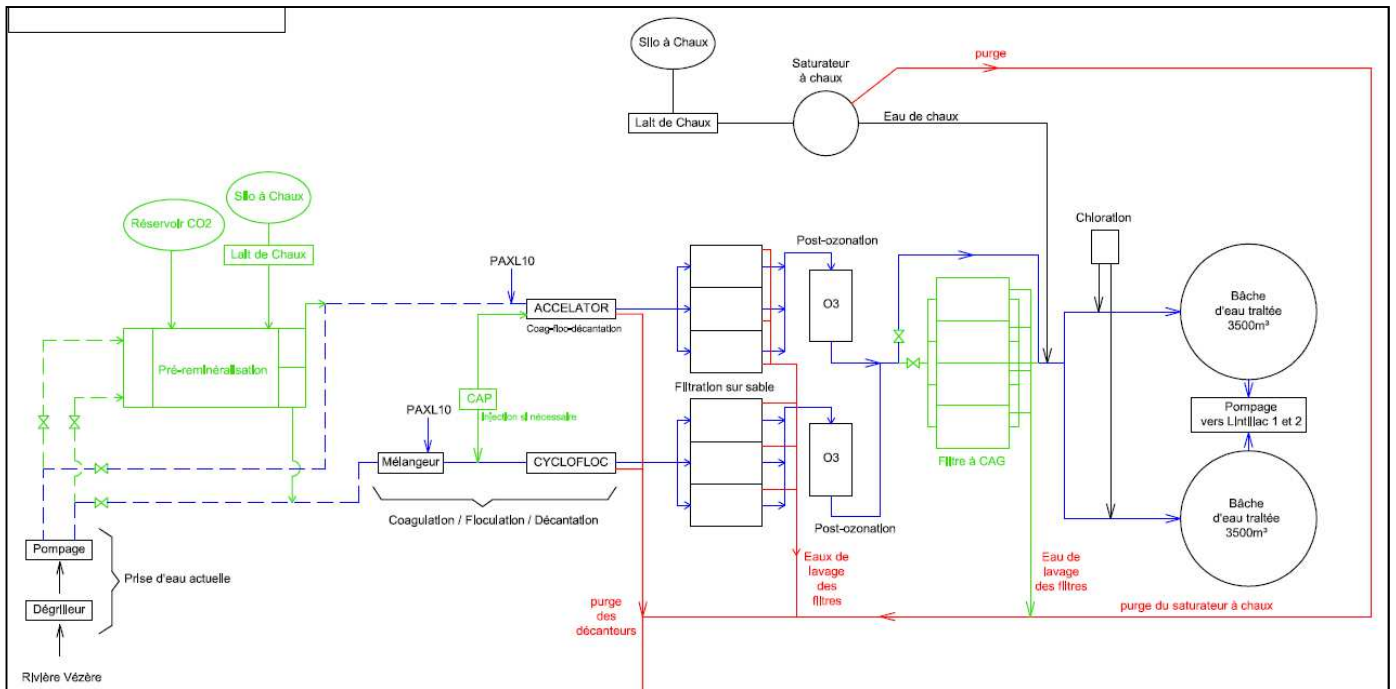 Silo à Chaux
Saturateur
à chaux
purge
Lait de Chaux
Eau de chaux
Silo à Chaux
Réservoir CO2
Lait de Chaux
Chloration
PAXL10
Post-ozonation
ACCELATOR
O3
Bâche
d'eau traitée
3500m³
Coag-floo-décantation
Pré-reminéralisation
Filtration sur sable
CAP
Injection si nécessaire
PAXL10
Pompage
vers Lintillac 1 et 2
Mélangeur
CYCLOFLOC
O3
Filtre à CAG
Bâche
d'eau traitée
3500m³
Coagulation / Floculation / Décantation
Post-ozonation
Pompage
Prise d'eau actuelle
Eaux de
lavage
des
filtres
Eau de
lavage
des filtres
Dégrilleur
purge
des
décanteurs
purge du saturateur à chaux
Rivière Vézère